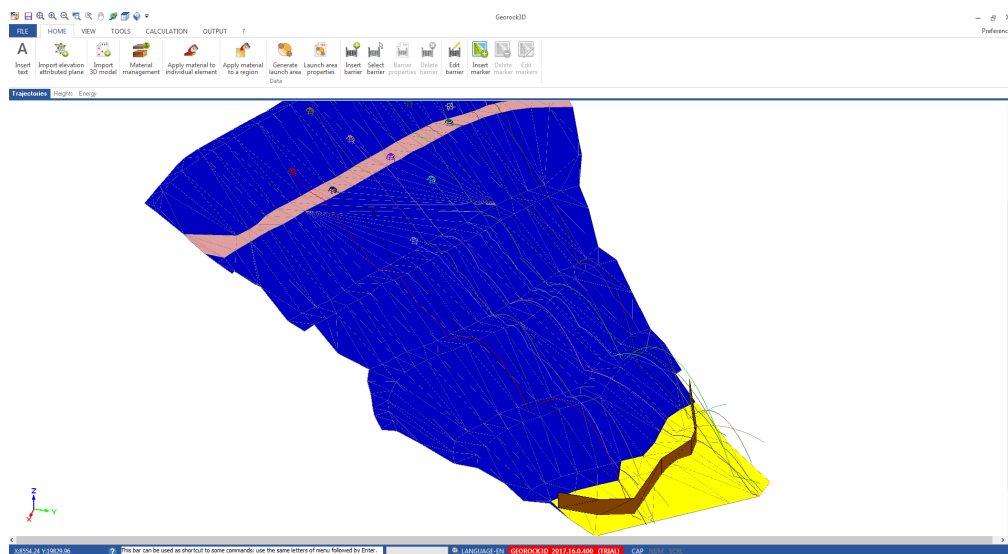 Georock3D
FILE HOME VIEW TOOLS CALCULATION OUTPUT ? Preferenc
Insert text Import elevation attributed plane Import 3D model Material management Apply material to individual element Apply material to a region Generate launch area Launch area properties Insert barrier Select barrier Barrier properties Delete barrier Edit barrier Insert marker Delete marker Edit markers
Data
Trajectories Heights Energy
Z
Y
X
X:8554.24 Y:19829.96 ? This bar can be used as shortcut to some commands: use the same letters of menu followed by Enter. LANGUAGE-EN GEOROCK3D 2017.16.0.400 (TRIAL) CAP NUM SCRL